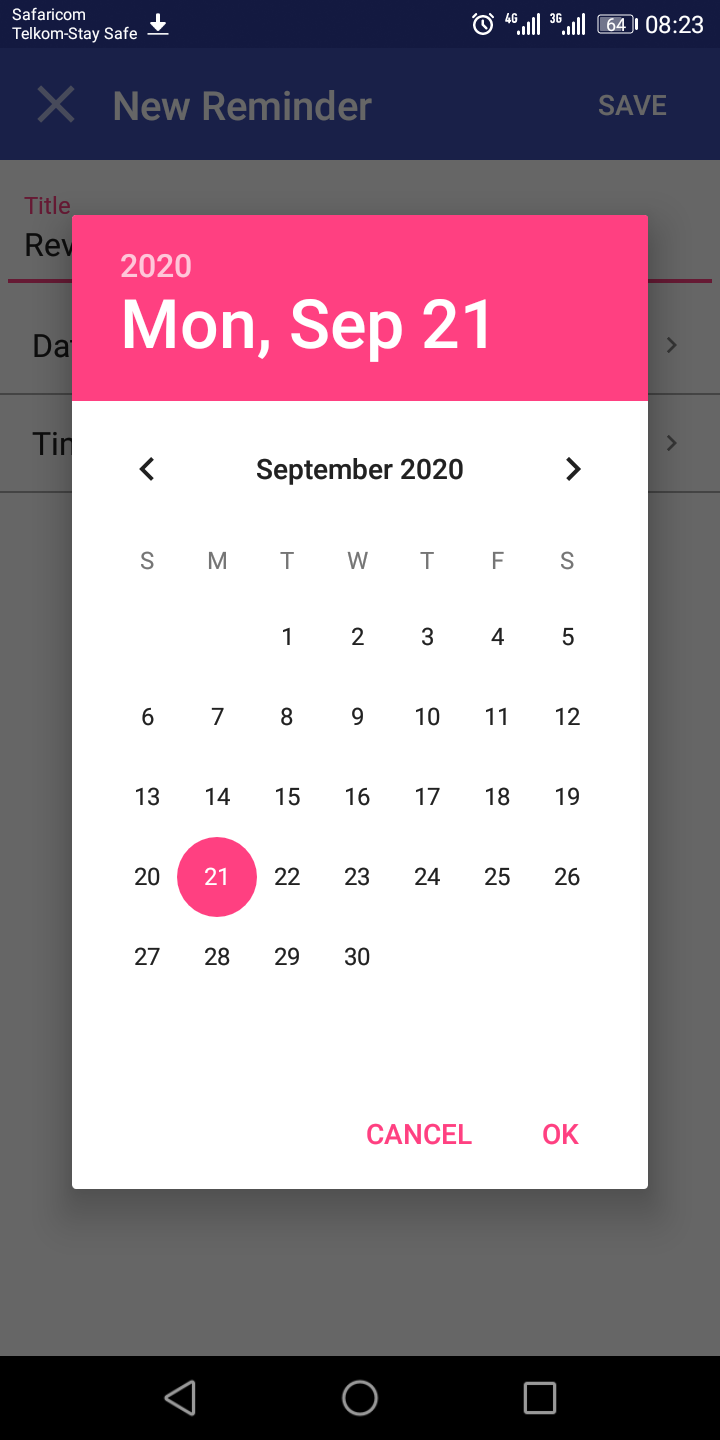 Safaricom
Telkom-Stay Safe
4G 3G 64 08:23
New Reminder SAVE
Title
2020
Mon, Sep 21
September 2020
S M T W T F S
1 2 3 4 5
6 7 8 9 10 11 12
13 14 15 16 17 18 19
20 21 22 23 24 25 26
27 28 29 30
CANCEL OK